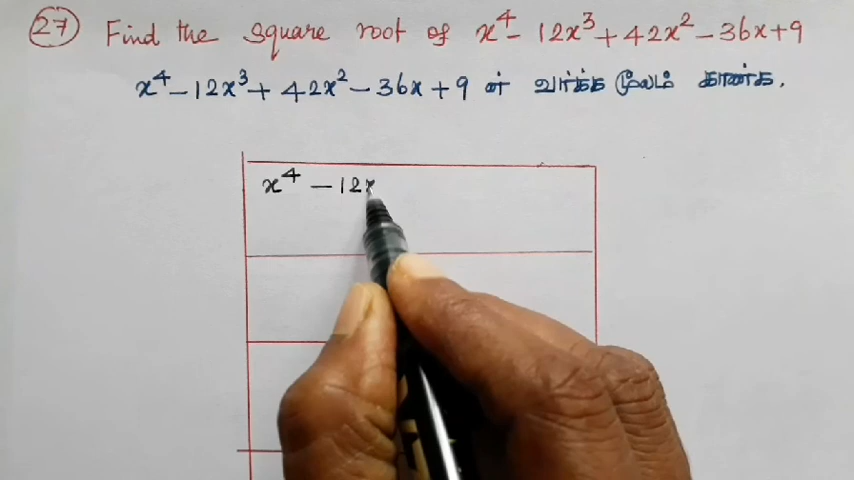 27 Find the square root of x⁴- 12x³+42x²-36x+9
x⁴-12x³+ 42x²-36x+9 ன் வர்க்க மூலம் காண்க.
x⁴ -12x